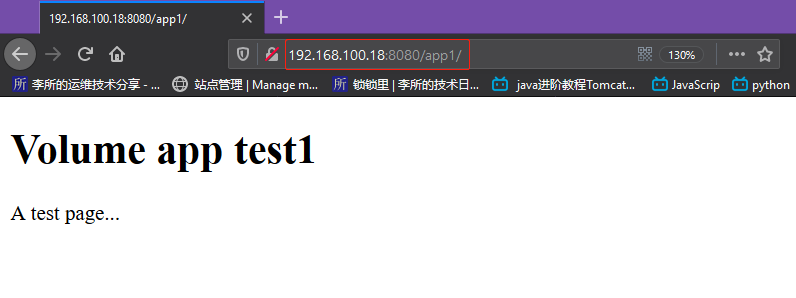 192.168.100.18:8080/app1/
192.168.100.18:8080/app1/ 130%
所 李所的运维技术分享 - ... 站点管理 | Manage m... 所 锁锁里 | 李所的技术日... java进阶教程Tomcat... JavaScrip python
Volume app test1
A test page...